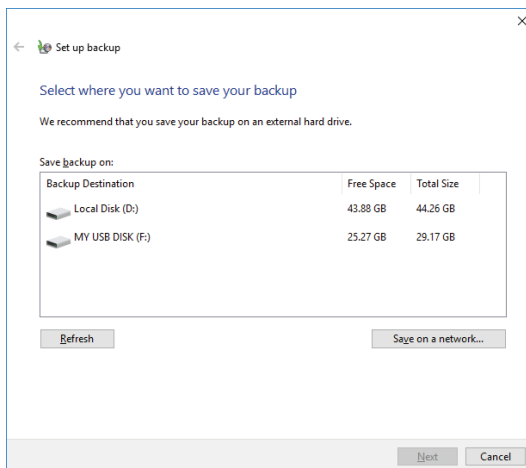 Set up backup
Select where you want to save your backup
We recommend that you save your backup on an external hard drive.
Save backup on:
Backup Destination Free Space Total Size
Local Disk (D:) 43.88 GB 44.26 GB
MY USB DISK (F:) 25.27 GB 29.17 GB
Refresh Save on a network...
Next Cancel